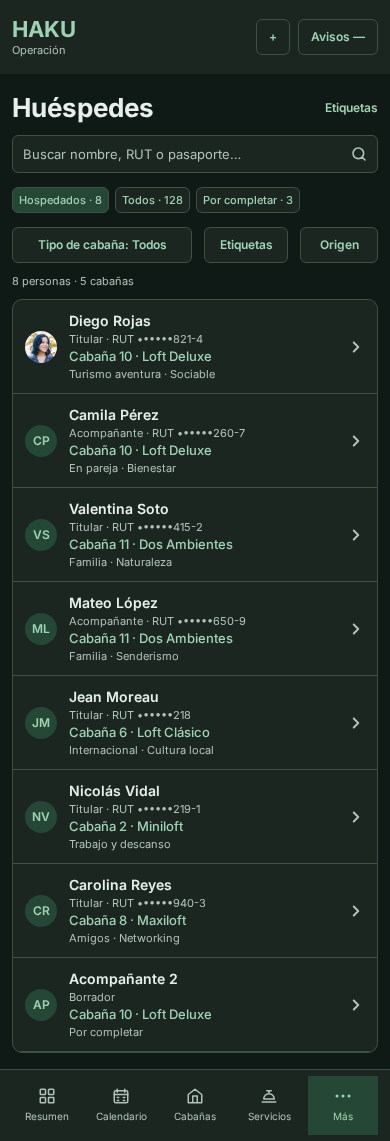 HAKU
Operación
+
Avisos —
Huéspedes
Etiquetas
Buscar nombre, RUT o pasaporte…
Hospedados · 8
Todos · 128
Por completar · 3
Tipo de cabaña: Todos
Etiquetas
Origen
8 personas · 5 cabañas
Diego Rojas
Titular · RUT •••••821-4
Cabaña 10 · Loft Deluxe
Turismo aventura · Sociable
CP
Camila Pérez
Acompañante · RUT •••••260-7
Cabaña 10 · Loft Deluxe
En pareja · Bienestar
VS
Valentina Soto
Titular · RUT •••••415-2
Cabaña 11 · Dos Ambientes
Familia · Naturaleza
ML
Mateo López
Acompañante · RUT •••••650-9
Cabaña 11 · Dos Ambientes
Familia · Senderismo
JM
Jean Moreau
Titular · RUT •••••218
Cabaña 6 · Loft Clásico
Internacional · Cultura local
NV
Nicolás Vidal
Titular · RUT •••••219-1
Cabaña 2 · Miniloft
Trabajo y descanso
CR
Carolina Reyes
Titular · RUT •••••940-3
Cabaña 8 · Maxiloft
Amigos · Networking
AP
Acompañante 2
Borrador
Cabaña 10 · Loft Deluxe
Por completar
Resumen
Calendario
Cabañas
Servicios
Más